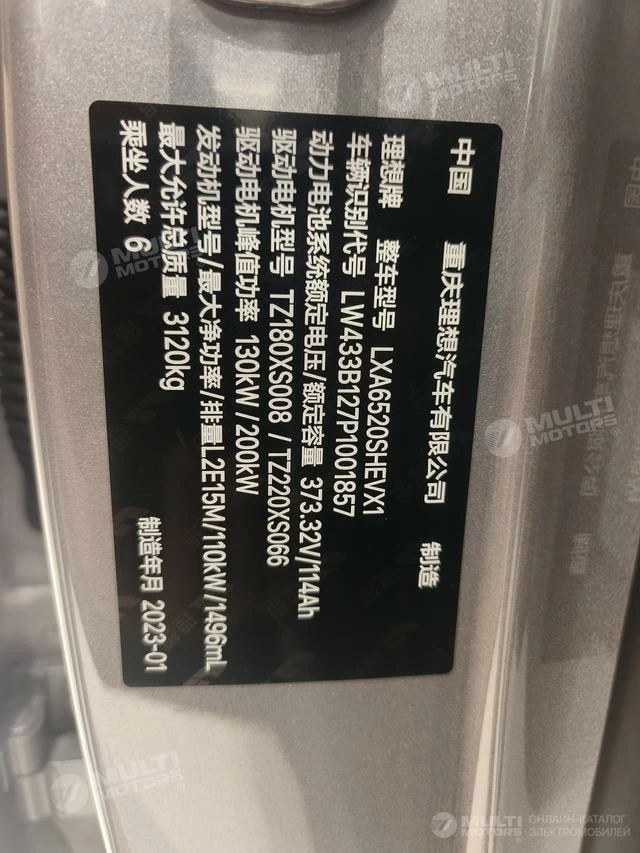 中国 重庆理想汽车有限公司 制造
理想牌 整车型号 LXA6520SHEVX1
车辆识别代号 LW433B127P1001857
动力电池系统额定电压/额定容量 373.32V/114Ah
驱动电机型号 TZ180XS008 / TZ220XS066
驱动电机峰值功率 130kW / 200kW
发动机型号/最大净功率/排量L2E15M/110kW/1496mL
最大允许总质量 3120kg
乘坐人数 6 制造年月 2023-01
MULTI MOTORS
MULTI MOTORS
MULTI MOTORS
MULTI MOTORS
MULTI MOTORS ОНЛАЙН-КАТАЛОГ ЭЛЕКТРОМОБИЛЕЙ